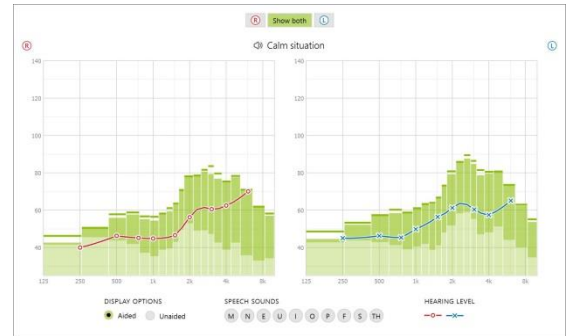 R Show both L
R Calm situation L
140 140
120 120
100 100
80 80
60 60
40 40
125 250 500 1k 2k 4k 8k 125 250 500 1k 2k 4k 8k
DISPLAY OPTIONS SPEECH SOUNDS HEARING LEVEL
Aided Unaided M N E U I O P F S TH